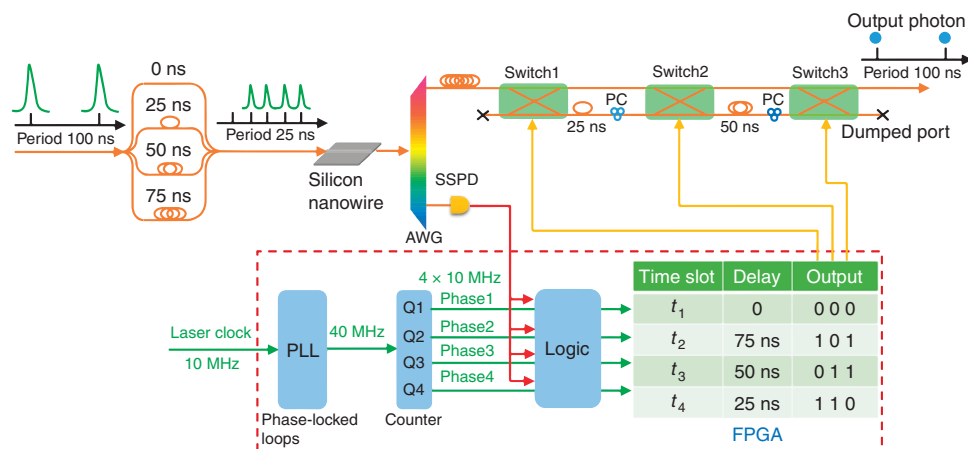 Output photon
Period 100 ns
Switch1
Switch2
Switch3
PC
PC
25 ns
50 ns
Dumped port
0 ns
25 ns
50 ns
75 ns
Period 100 ns
Period 25 ns
Silicon
nanowire
SSPD
AWG
4 × 10 MHz
Laser clock
10 MHz
PLL
Phase-locked
loops
40 MHz
Q1
Q2
Q3
Q4
Counter
Phase1
Phase2
Phase3
Phase4
Logic
Time slot Delay Output
t1 0 0 0 0
t2 75 ns 1 0 1
t3 50 ns 0 1 1
t4 25 ns 1 1 0
FPGA